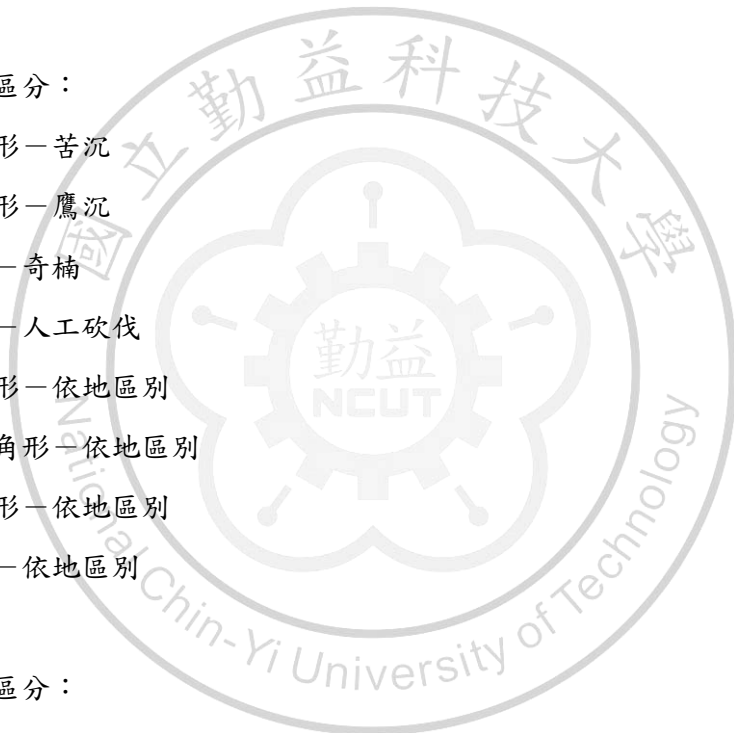 區分：
形－苦沉
形－鷹沉
－奇楠
－人工砍伐
形－依地區別
角形－依地區別
形－依地區別
－依地區別
區分：
國立勤益科技大學
勤益
NCUT
National Chin-Yi University of Technology